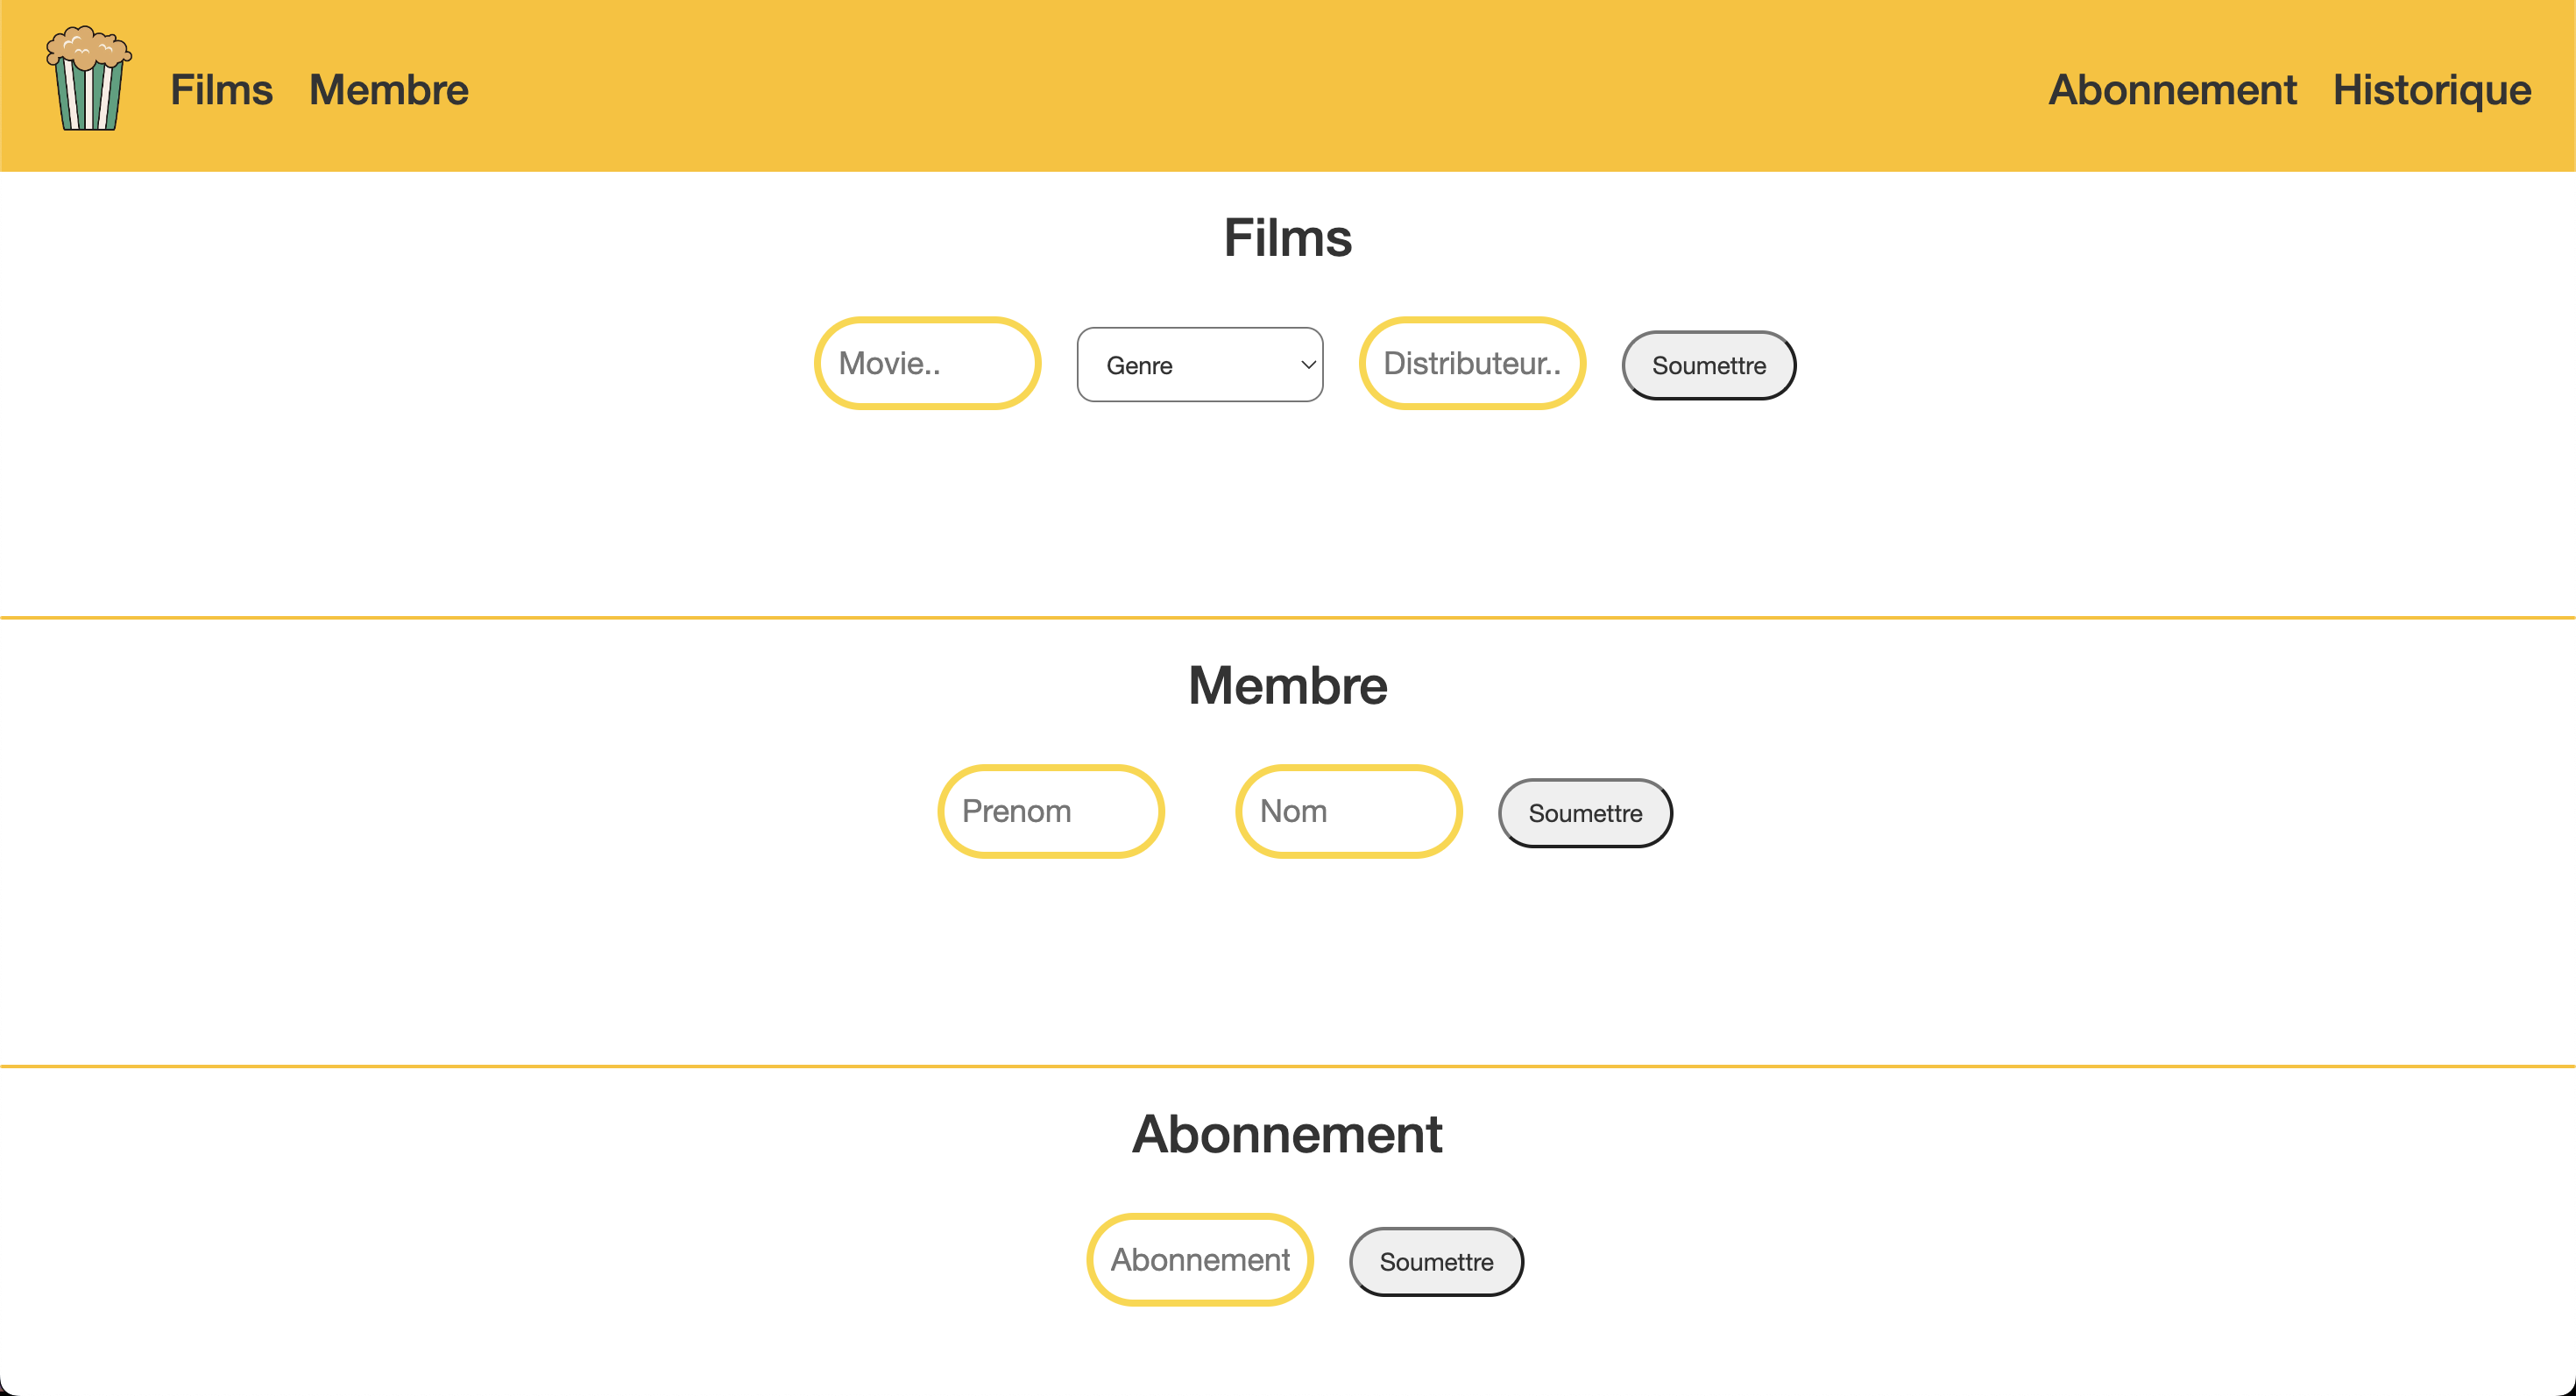 Films Membre Abonnement Historique
Films
Movie.. Genre Distributeur.. Soumettre
Membre
Prenom Nom Soumettre
Abonnement
Abonnement Soumettre